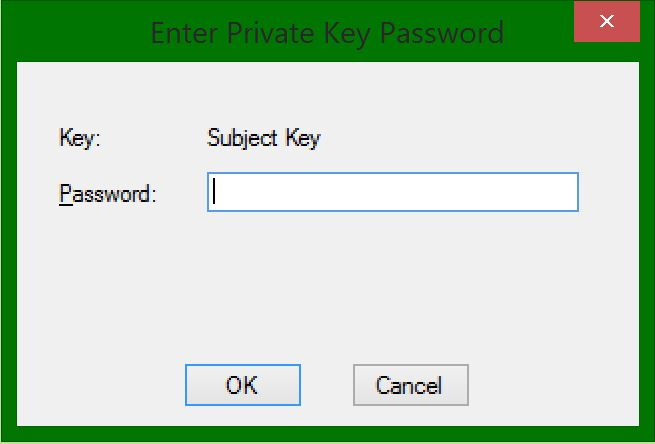 Enter Private Key Password
Key: Subject Key
Password:
OK Cancel